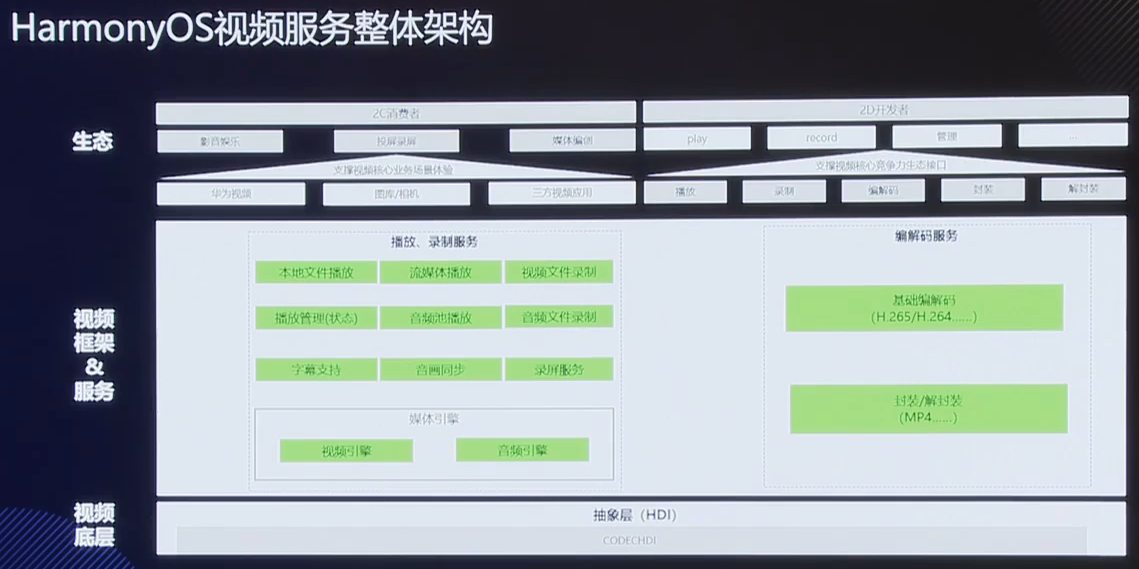 HarmonyOS视频服务整体架构
生态
2C消费者
2D开发者
影音娱乐
投屏录屏
媒体编创
play
record
管理
...
支撑视频核心业务场景体验
支撑视频核心竞争力生态接口
华为视频
图库/相机
三方视频应用
播放
录制
编解码
封装
解封装
视频
框架
&
服务
播放、录制服务
本地文件播放
流媒体播放
视频文件录制
播放管理(状态)
音频池播放
音频文件录制
字幕支持
音画同步
录屏服务
媒体引擎
视频引擎
音频引擎
编解码服务
基础编解码
(H.265/H.264……)
封装/解封装
(MP4……)
视频
底层
抽象层（HDI）
CODECHDI